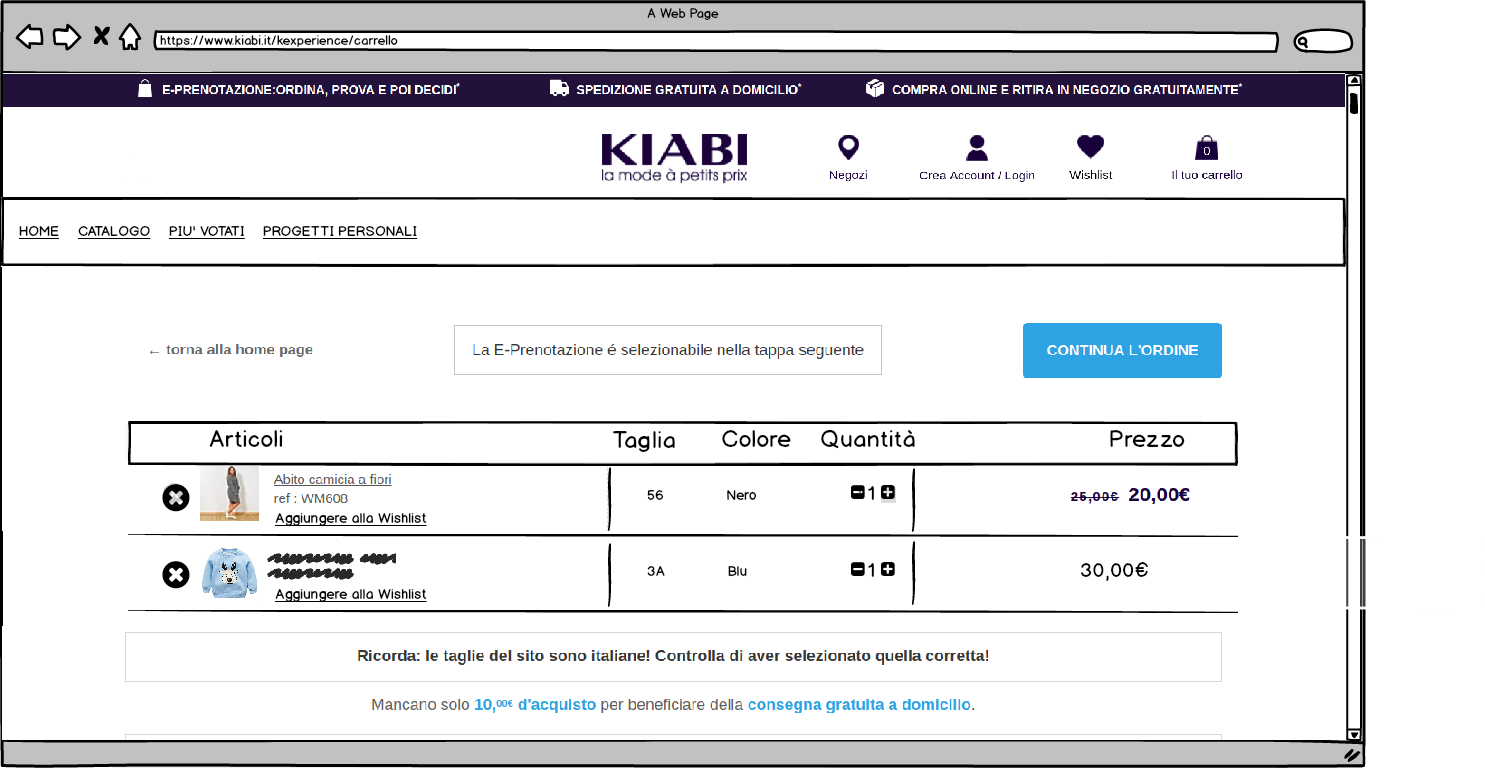 A Web Page
https://www.kiabi.it/kexperience/carrello
E-PRENOTAZIONE:ORDINA, PROVA E POI DECIDI* SPEDIZIONE GRATUITA A DOMICILIO* COMPRA ONLINE E RITIRA IN NEGOZIO GRATUITAMENTE*
KIABI
la mode à petits prix
0
Negozi Crea Account / Login Wishlist Il tuo carrello
HOME CATALOGO PIU' VOTATI PROGETTI PERSONALI
← torna alla home page La E-Prenotazione é selezionabile nella tappa seguente CONTINUA L'ORDINE
Articoli Taglia Colore Quantità Prezzo
Abito camicia a fiori
ref : WM608
Aggiungere alla Wishlist
56 Nero 1 25,00€ 20,00€
3A Blu 1 30,00€
Aggiungere alla Wishlist
Ricorda: le taglie del sito sono italiane! Controlla di aver selezionato quella corretta!
Mancano solo 10,00€ d'acquisto per beneficiare della consegna gratuita a domicilio.